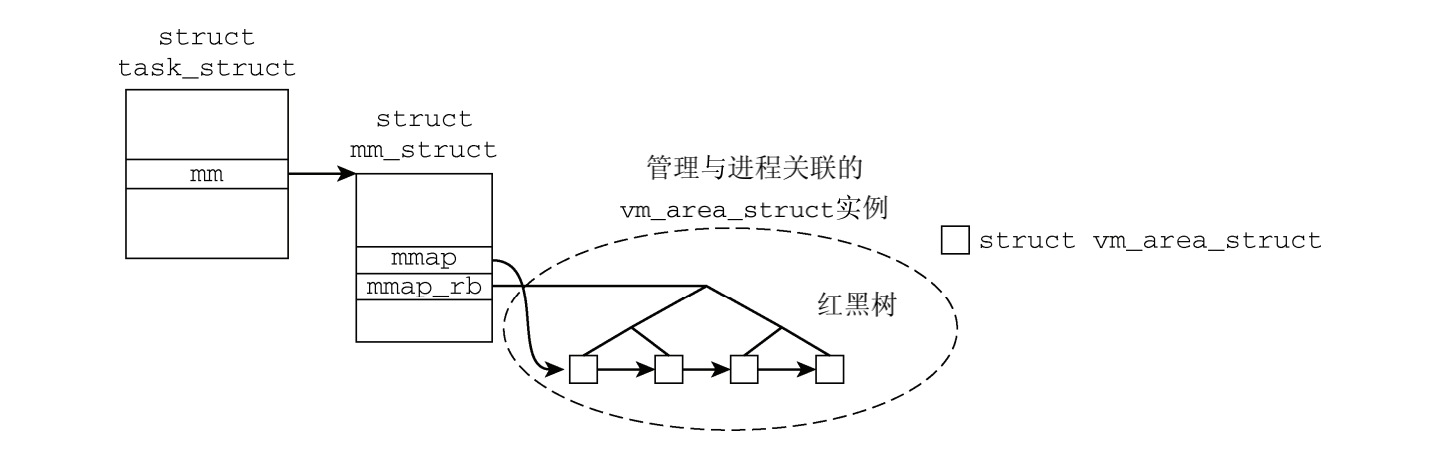 struct
task_struct
mm
struct
mm_struct
mmap
mmap_rb
管理与进程关联的
vm_area_struct实例
红黑树
struct vm_area_struct